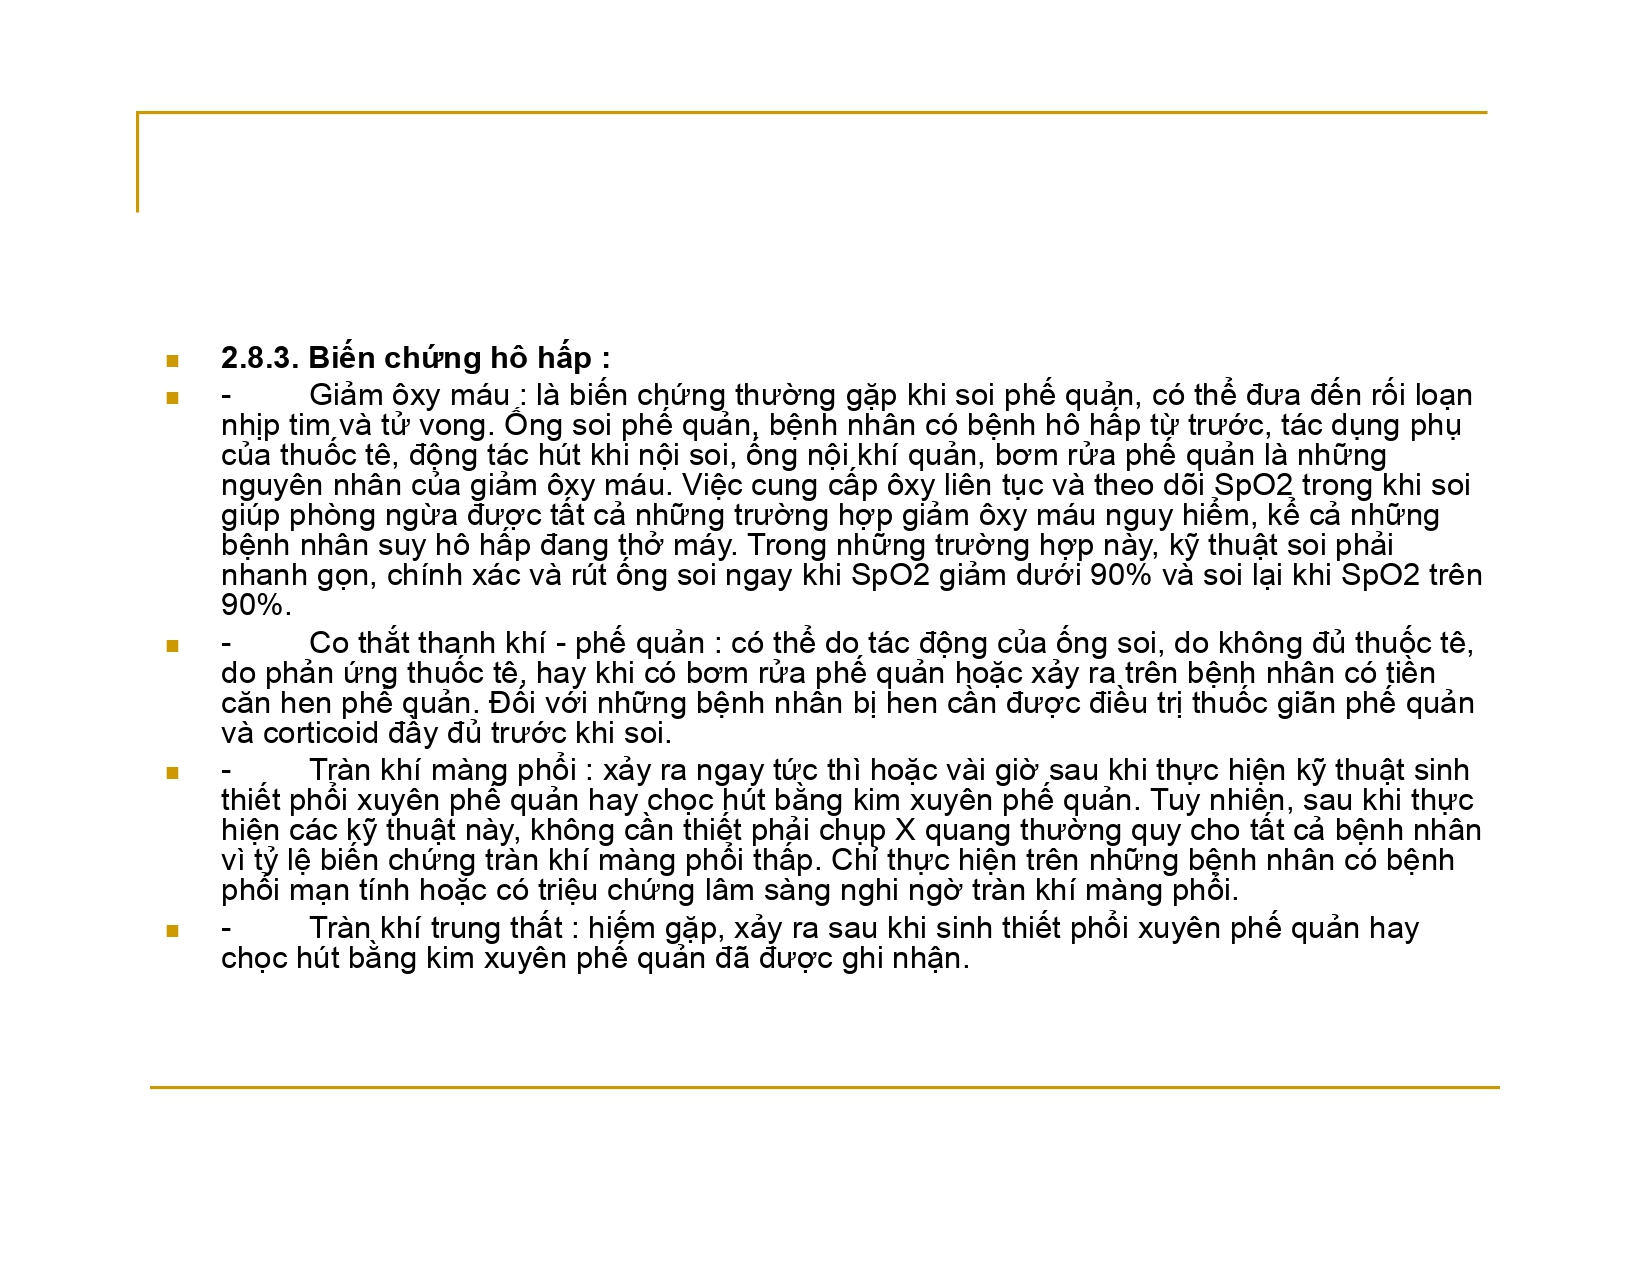 2.8.3. Biến chứng hô hấp :
- Giảm ôxy máu : là biến chứng thường gặp khi soi phế quản, có thể đưa đến rối loạn
nhịp tim và tử vong. Ống soi phế quản, bệnh nhân có bệnh hô hấp từ trước, tác dụng phụ
của thuốc tê, động tác hút khi nội soi, ống nội khí quản, bơm rửa phế quản là những
nguyên nhân của giảm ôxy máu. Việc cung cấp ôxy liên tục và theo dõi SpO2 trong khi soi
giúp phòng ngừa được tất cả những trường hợp giảm ôxy máu nguy hiểm, kể cả những
bệnh nhân suy hô hấp đang thở máy. Trong những trường hợp này, kỹ thuật soi phải
nhanh gọn, chính xác và rút ống soi ngay khi SpO2 giảm dưới 90% và soi lại khi SpO2 trên
90%.
- Co thắt thanh khí - phế quản : có thể do tác động của ống soi, do không đủ thuốc tê,
do phản ứng thuốc tê, hay khi có bơm rửa phế quản hoặc xảy ra trên bệnh nhân có tiền
căn hen phế quản. Đối với những bệnh nhân bị hen cần được điều trị thuốc giãn phế quản
và corticoid đầy đủ trước khi soi.
- Tràn khí màng phổi : xảy ra ngay tức thì hoặc vài giờ sau khi thực hiện kỹ thuật sinh
thiết phổi xuyên phế quản hay chọc hút bằng kim xuyên phế quản. Tuy nhiên, sau khi thực
hiện các kỹ thuật này, không cần thiết phải chụp X quang thường quy cho tất cả bệnh nhân
vì tỷ lệ biến chứng tràn khí màng phổi thấp. Chỉ thực hiện trên những bệnh nhân có bệnh
phổi mạn tính hoặc có triệu chứng lâm sàng nghi ngờ tràn khí màng phổi.
- Tràn khí trung thất : hiếm gặp, xảy ra sau khi sinh thiết phổi xuyên phế quản hay
chọc hút bằng kim xuyên phế quản đã được ghi nhận.